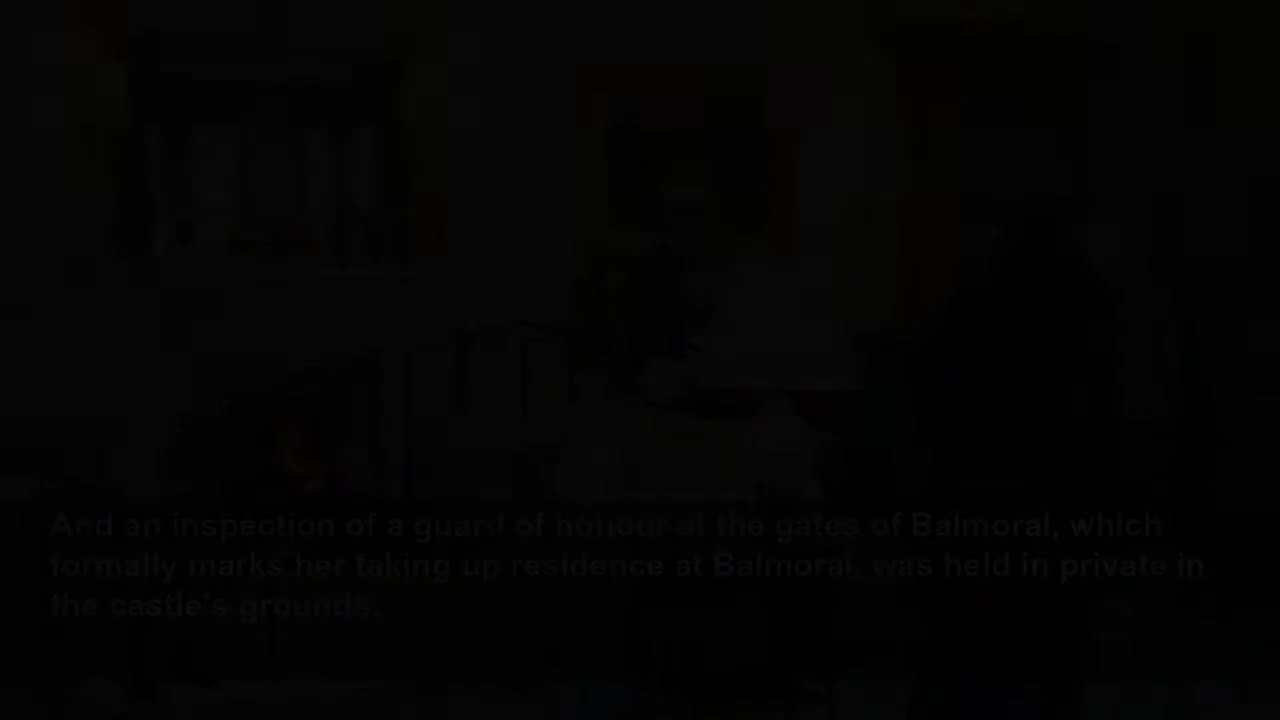 And an inspection of a guard of honour at the gates of Balmoral, which
formally marks her taking up residence at Balmoral, was held in private in
the castle's grounds.